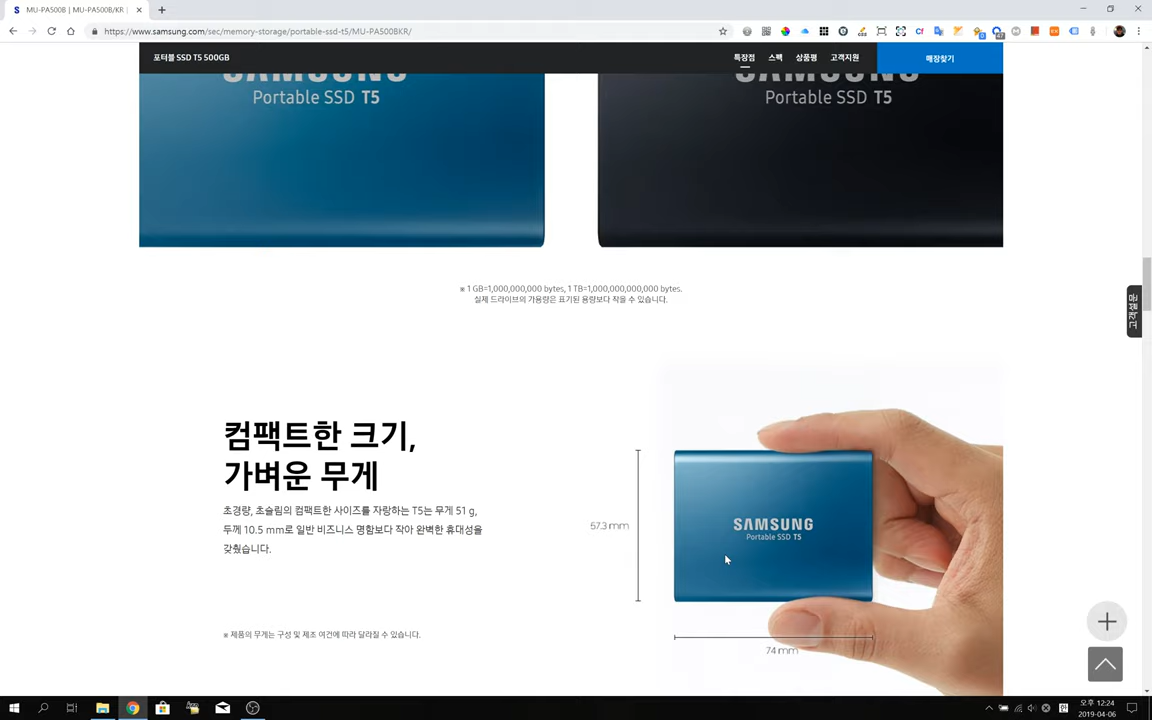 MU-PA500B | MU-PA500B/KR |
https://www.samsung.com/sec/memory-storage/portable-ssd-t5/MU-PA500BKR/
포터블 SSD T5 500GB
특장점 스펙 상품평 고객지원 매장찾기
SAMSUNG SAMSUNG
Portable SSD T5 Portable SSD T5
※ 1 GB=1,000,000,000 bytes, 1 TB=1,000,000,000,000 bytes.
실제 드라이브의 가용량은 표기된 용량보다 작을 수 있습니다.
고객설문
컴팩트한 크기,
가벼운 무게
초경량, 초슬림의 컴팩트한 사이즈를 자랑하는 T5는 무게 51 g,
두께 10.5 mm로 일반 비즈니스 명함보다 작아 완벽한 휴대성을
갖췄습니다.
57.3 mm
SAMSUNG
Portable SSD T5
※ 제품의 무게는 구성 및 제조 여건에 따라 달라질 수 있습니다.
74 mm
오후 12:24
2019-04-06